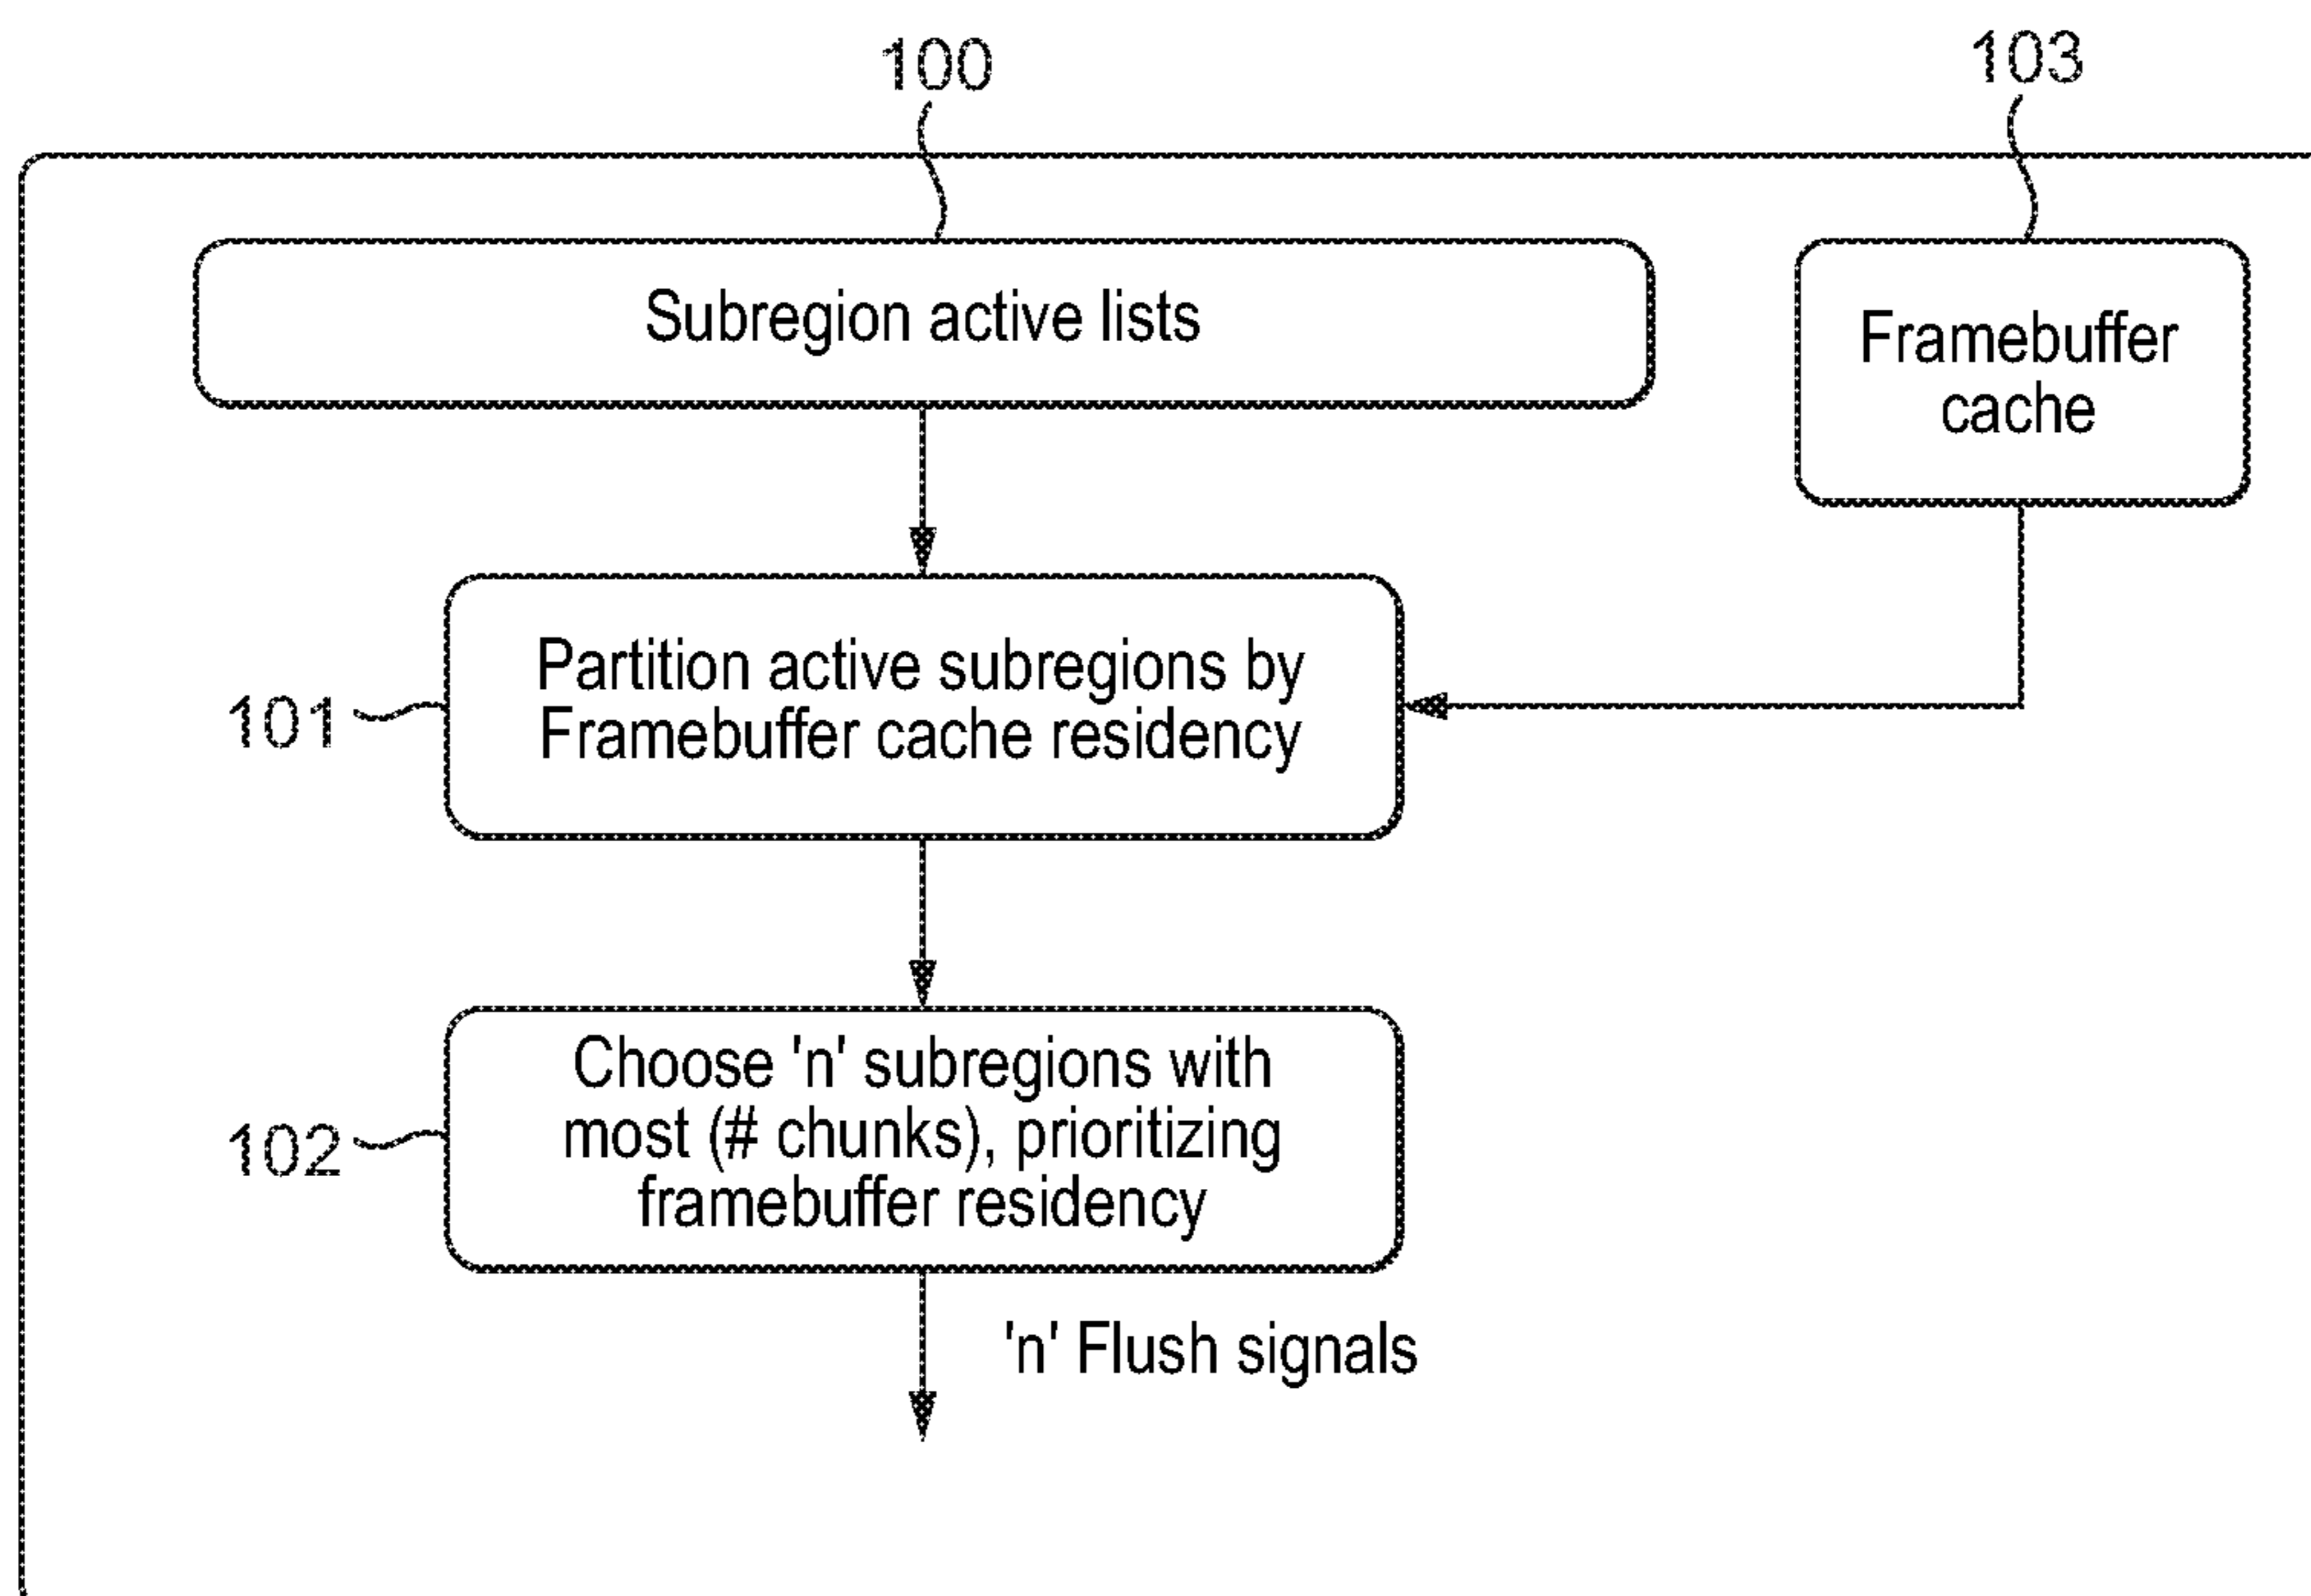 100
103
Subregion active lists
Framebuffer
cache
Partition active subregions by
Framebuffer cache residency
101
Choose 'n' subregions with
most (# chunks), prioritizing
framebuffer residency
102
'n' Flush signals